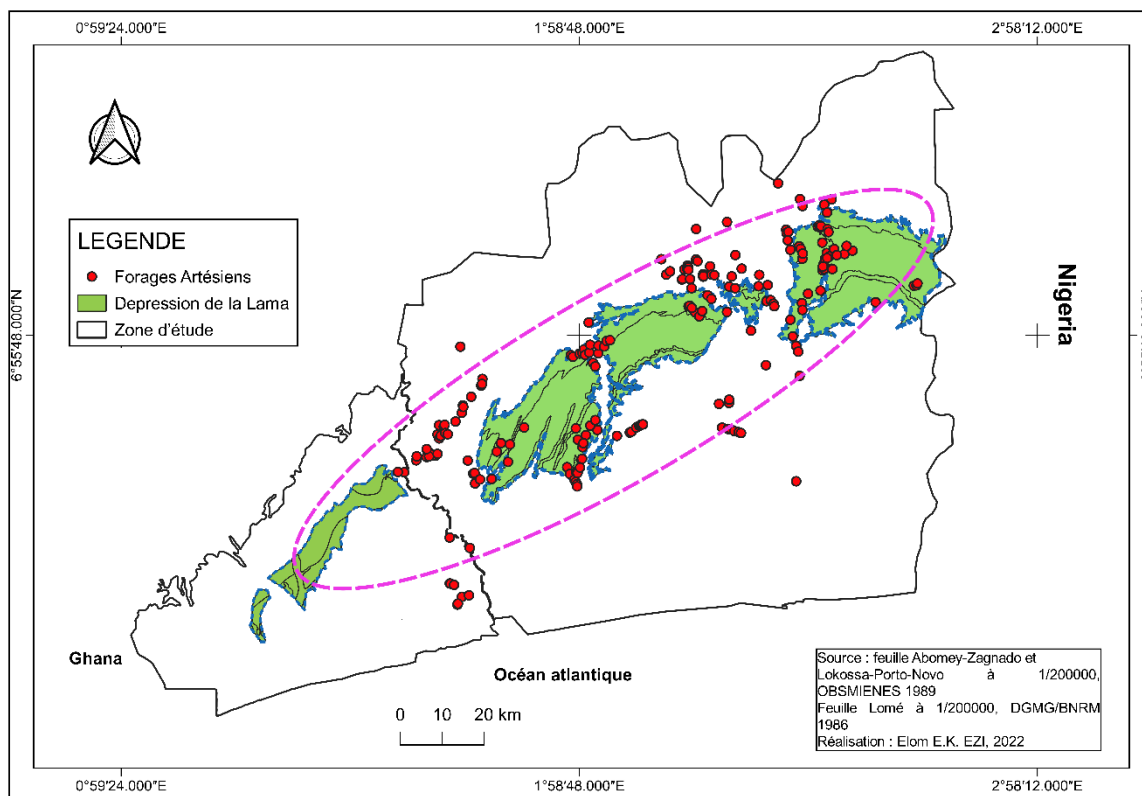 0°59'24.000"E
1°58'48.000"E
2°58'12.000"E
6°55'48.000"N
LEGENDE
Forages Artésiens
Depression de la Lama
Zone d'étude
Nigeria
Ghana
Océan atlantique
0 10 20 km
Source : feuille Abomey-Zagnado et
Lokossa-Porto-Novo à 1/200000,
OBSMIENES 1989
Feuille Lomé à 1/200000, DGMG/BNRM
1986
Réalisation : Elom E.K. EZI, 2022
0°59'24.000"E
1°58'48.000"E
2°58'12.000"E